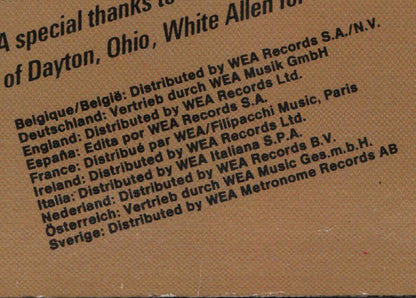 A special thanks to
of Dayton, Ohio, White Allen for
Belgique/België: Distributed by WEA Records S.A./N.V.
Deutschland: Vertrieb durch WEA Musik GmbH
England: Distributed by WEA Records Ltd.
España: Edita por WEA Records S.A.
France: Distribué par WEA/Filipacchi Music, Paris
Ireland: Distributed by WEA Records Ltd.
Italia: Distributed by WEA Italiana S.P.A.
Nederland: Distributed by WEA Records B.V.
Österreich: Vertrieb durch WEA Music Ges.m.b.H.
Sverige: Distributed by WEA Metronome Records AB